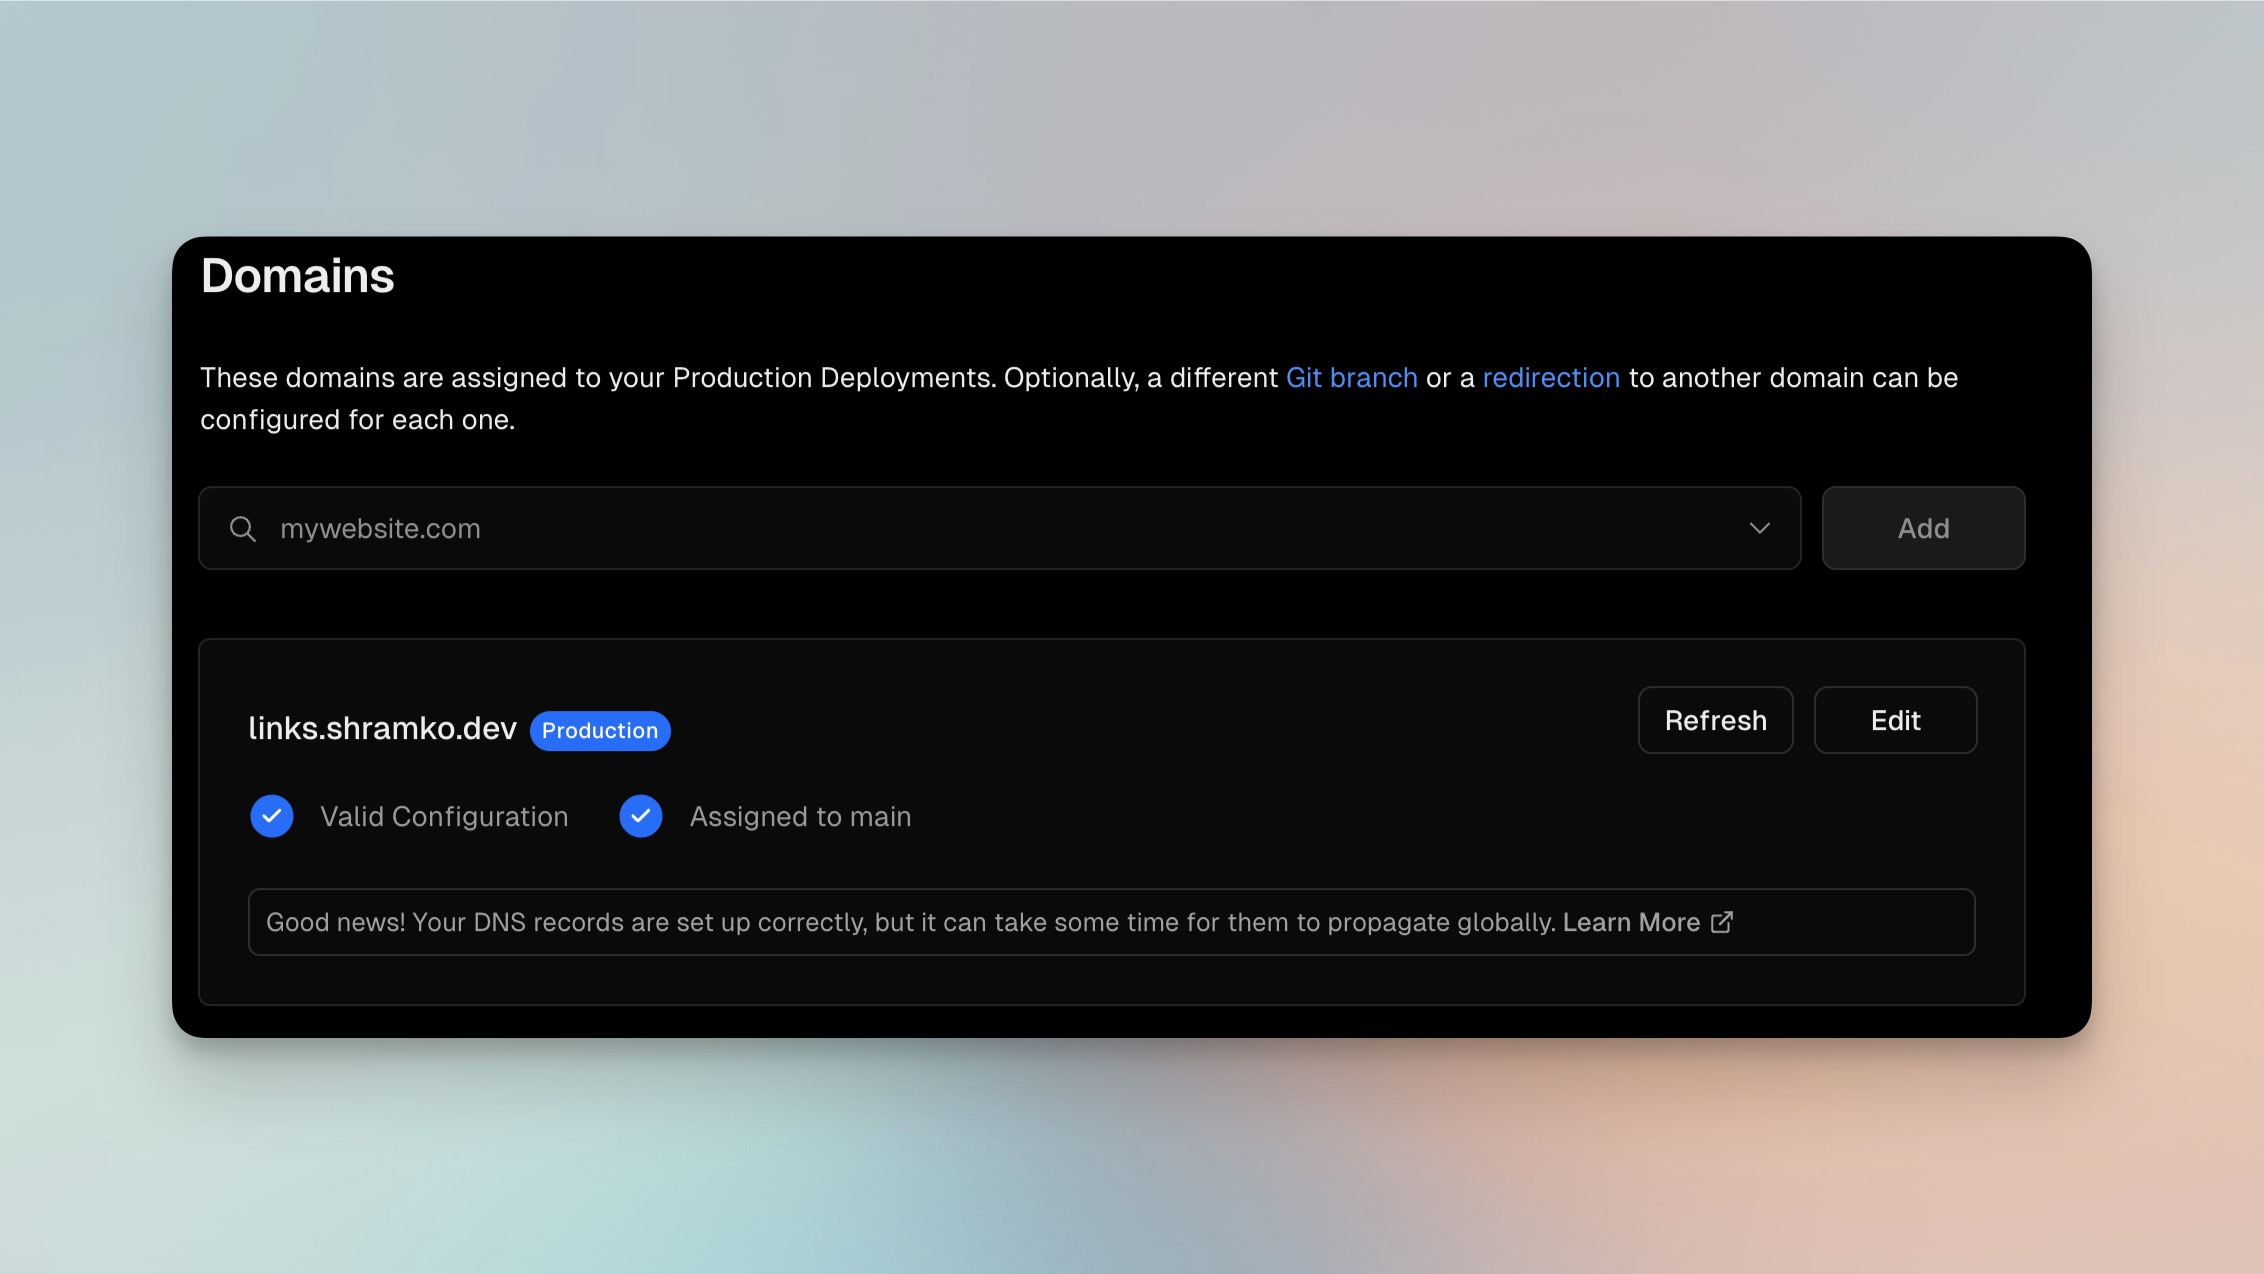 Domains
These domains are assigned to your Production Deployments. Optionally, a different Git branch or a redirection to another domain can be
configured for each one.
mywebsite.com
Add
links.shramko.dev Production
Refresh
Edit
Valid Configuration
Assigned to main
Good news! Your DNS records are set up correctly, but it can take some time for them to propagate globally. Learn More